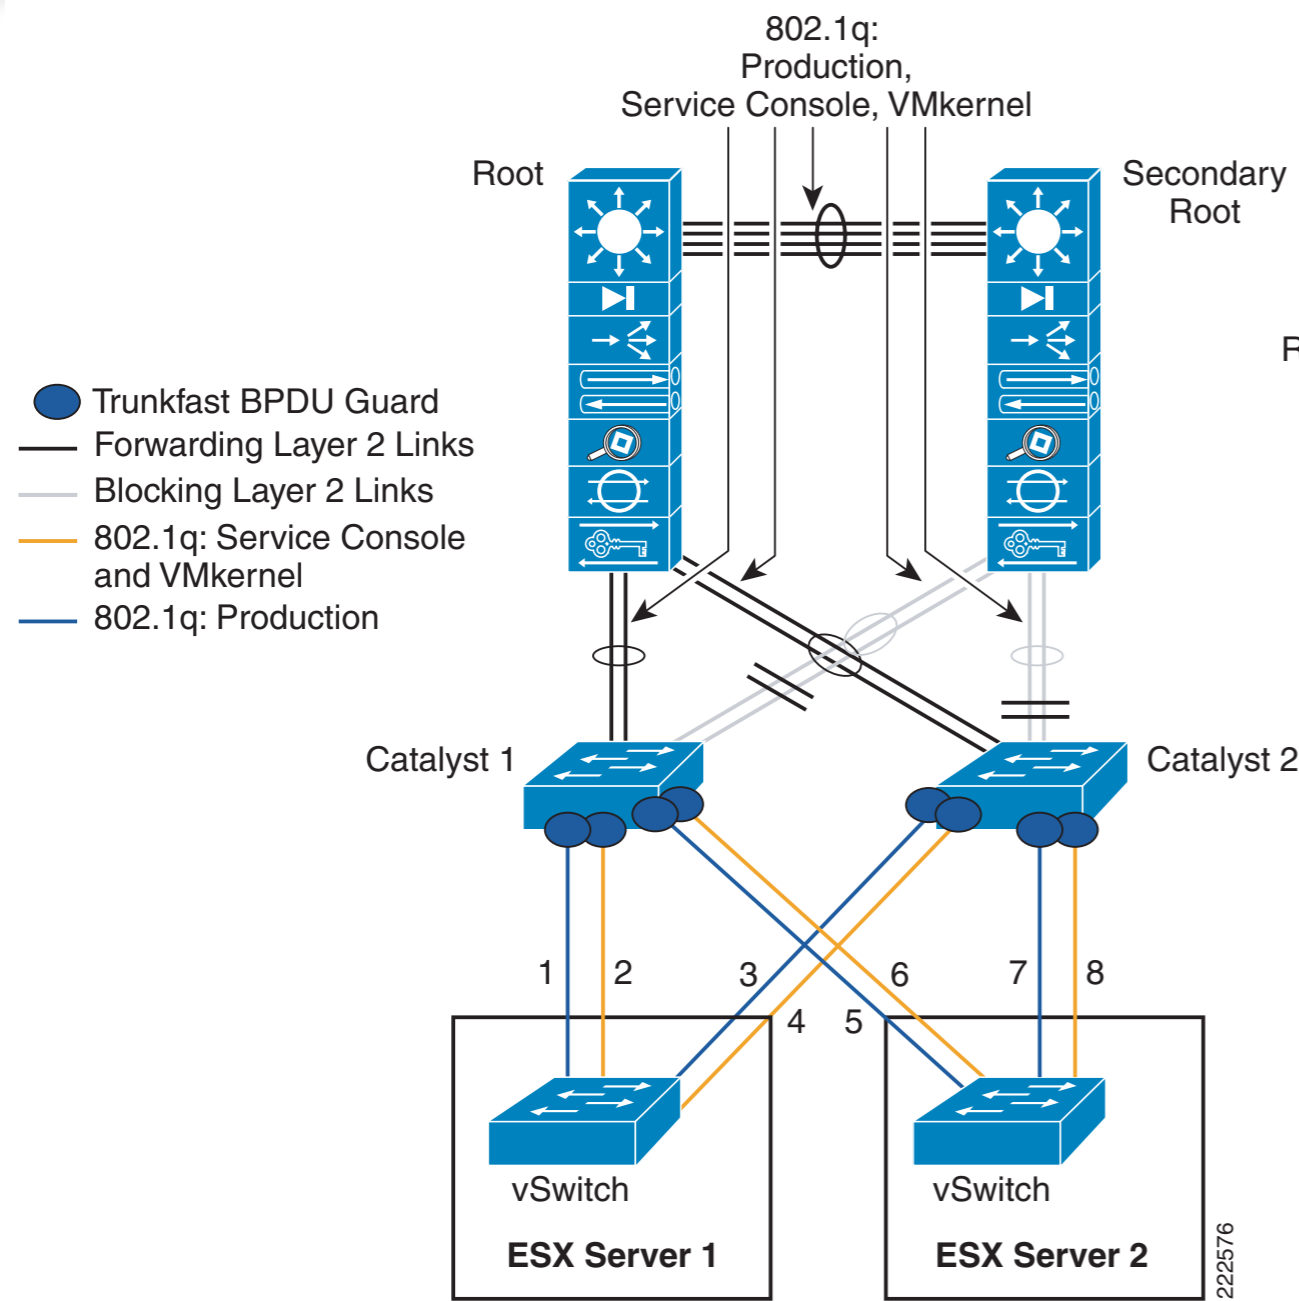 802.1q:
Production,
Service Console, VMkernel
Root
Secondary
Root
R
Trunkfast BPDU Guard
Forwarding Layer 2 Links
Blocking Layer 2 Links
802.1q: Service Console
and VMkernel
802.1q: Production
Catalyst 1
Catalyst 2
1
2
3
4
5
6
7
8
vSwitch
vSwitch
ESX Server 1
ESX Server 2
222576